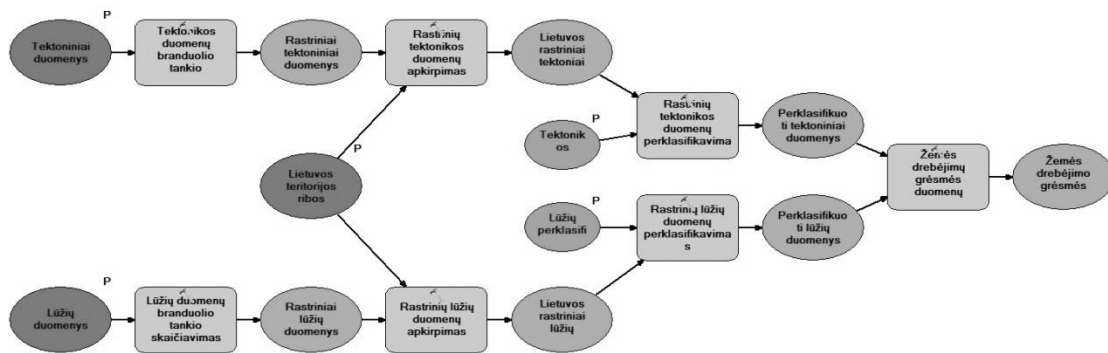 P
Tektoniniai
duomenys
Tektonikos
duomenų
branduolio
tankio
Rastriniai
tektoniniai
duomenys
Rastrinių
tektonikos
duomenų
apkirpimas
Lietuvos
rastriniai
tektoniai
P
Tektonik
os
Rastrinių
tektonikos
duomenų
perklasifikavima
Perklasifikuo
ti tektoniniai
duomenys
P
Lietuvos
teritorijos
ribos
Žemės
drebėjimų
grėsmės
duomenų
Žemės
drebėjimo
grėsmės
P
Lūžių
perklasifi
Rastrinių lūžių
duomenų
perklasifikavima
s
Perklasifikuo
ti lūžių
duomenys
P
Lūžių
duomenys
Lūžių duomenų
branduolio
tankio
skaičiavimas
Rastriniai
lūžių
duomenys
Rastrinių lūžių
duomenų
apkirpimas
Lietuvos
rastriniai
lūžių